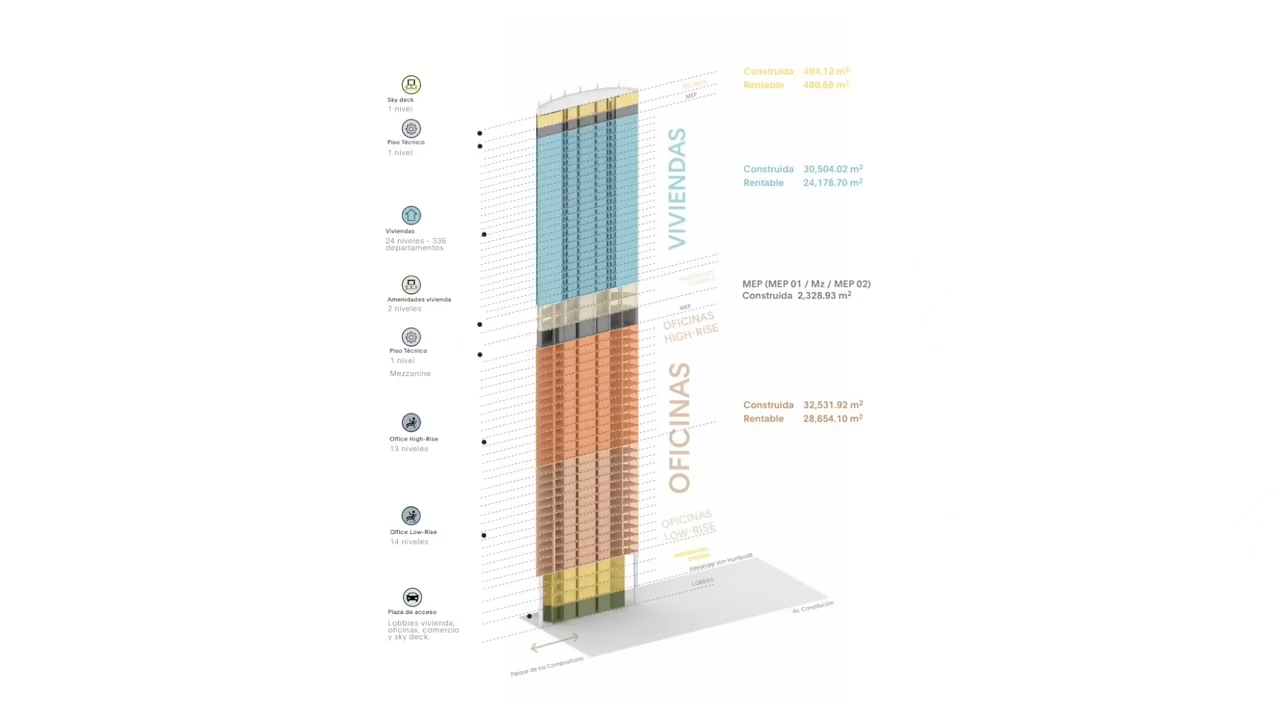 Sky deck
1 nivel
Piso Técnico
1 nivel
Viviendas
24 niveles - 336
departamentos
Amenidades vivienda
2 niveles
Piso Técnico
1 nivel
Mezzanine
Office High-Rise
13 niveles
Office Low-Rise
14 niveles
Plaza de acceso
Lobbies vivienda,
oficinas, comercio
y sky deck.
MEP
VIVIENDAS
MEP
OFICINAS
HIGH-RISE
OFICINAS
OFICINAS
LOW-RISE
Alexander Von Humboldt
LOBBIES
Av. Constitucion
Parque de los Compositores
Construida 494.12 m²
Rentable 480.68 m²
Construida 30,504.02 m²
Rentable 24,178.70 m²
MEP (MEP 01 / Mz / MEP 02)
Construida 2,328.93 m²
Construida 32,531.92 m²
Rentable 28,654.10 m²